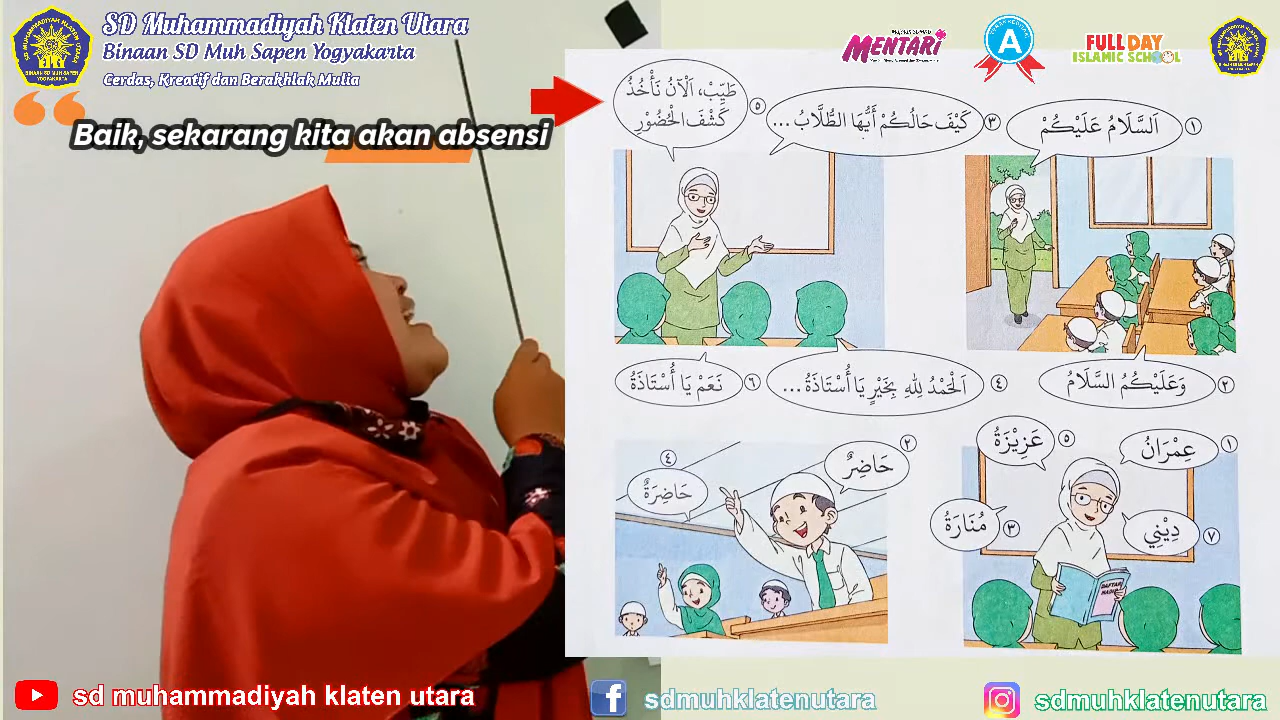 SD Muhammadiyah Klaten Utara
Binaan SD Muh Sapen Yogyakarta
Cerdas, Kreatif dan Berakhlak Mulia
MENTARI
A
FULL DAY
ISLAMIC SCHOOL
Baik, sekarang kita akan absensi
١ اَلسَّلَامُ عَلَيْكُمْ
٣ كَيْفَ حَالُكُمْ أَيُّهَا الطُّلَّابُ ...
٥ طَيِّبْ، اَلْآنَ نَأْخُذُ
كَشْفَ الْحُضُوْرِ
٢ وَعَلَيْكُمُ السَّلَامُ
٤ اَلْحَمْدُ لِلهِ بِخَيْرٍ يَا أُسْتَاذَةُ ...
٦ نَعَمْ يَا أُسْتَاذَةُ
١ عِمْرَانُ
٥ عَزِيْزَةُ
٣ مُنَارَةُ
٧ دِيْنِي
DAFTAR
HADIR
٢ حَاضِرٌ
٤ حَاضِرَةٌ
sd muhammadiyah klaten utara
sdmuhklatenutara
sdmuhklatenutara